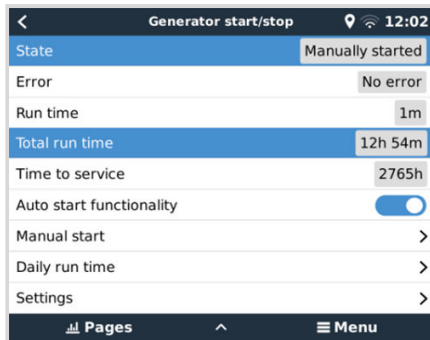 Generator start/stop 12:02
State Manually started
Error No error
Run time 1m
Total run time 12h 54m
Time to service 2765h
Auto start functionality
Manual start
Daily run time
Settings
Pages Menu